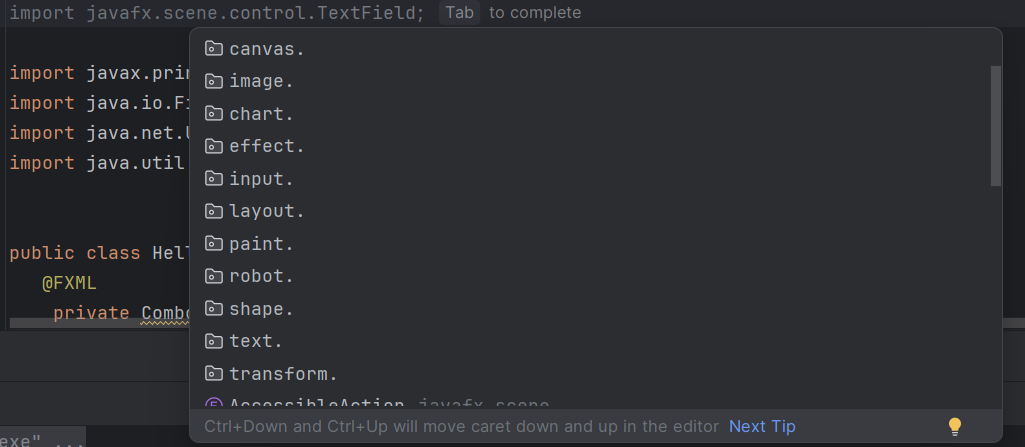 import javafx.scene.control.TextField; Tab to complete
canvas.
import javax.prin
image.
import java.io.Fi
chart.
import java.net.U
effect.
import java.util
input.
layout.
public class Hell
paint.
@FXML
robot.
private Combo
shape.
text.
transform.
AccessibleAction javafx.scene
Ctrl+Down and Ctrl+Up will move caret down and up in the editor Next Tip
exe" ...